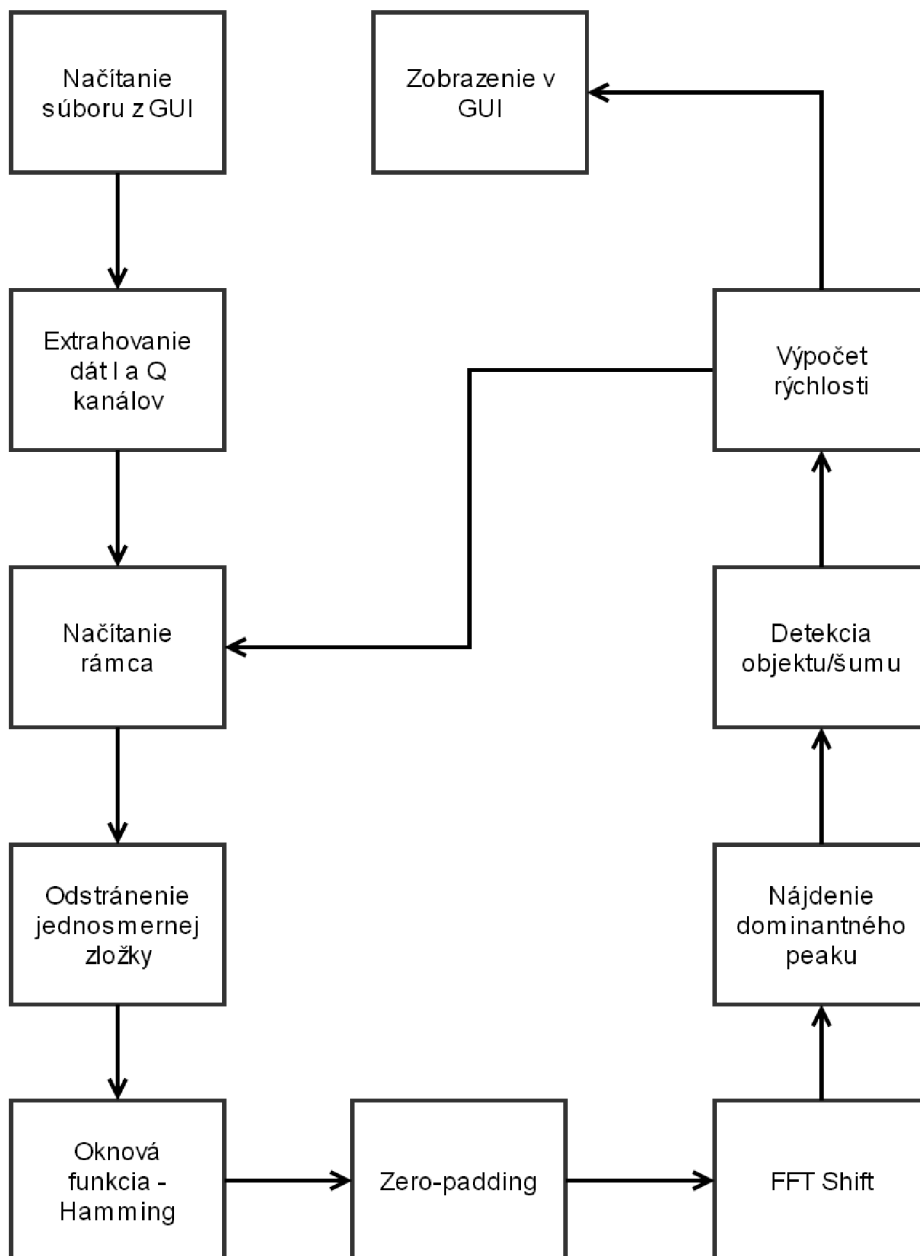 Načítanie
súboru z GUI
Zobrazenie v
GUI
Extrahovanie
dát I a Q
kanálov
Výpočet
rýchlosti
Načítanie
rámca
Detekcia
objektu/šumu
Odstránenie
jednosmernej
zložky
Nájdenie
dominantného
peaku
Oknová
funkcia -
Hamming
Zero-padding
FFT Shift